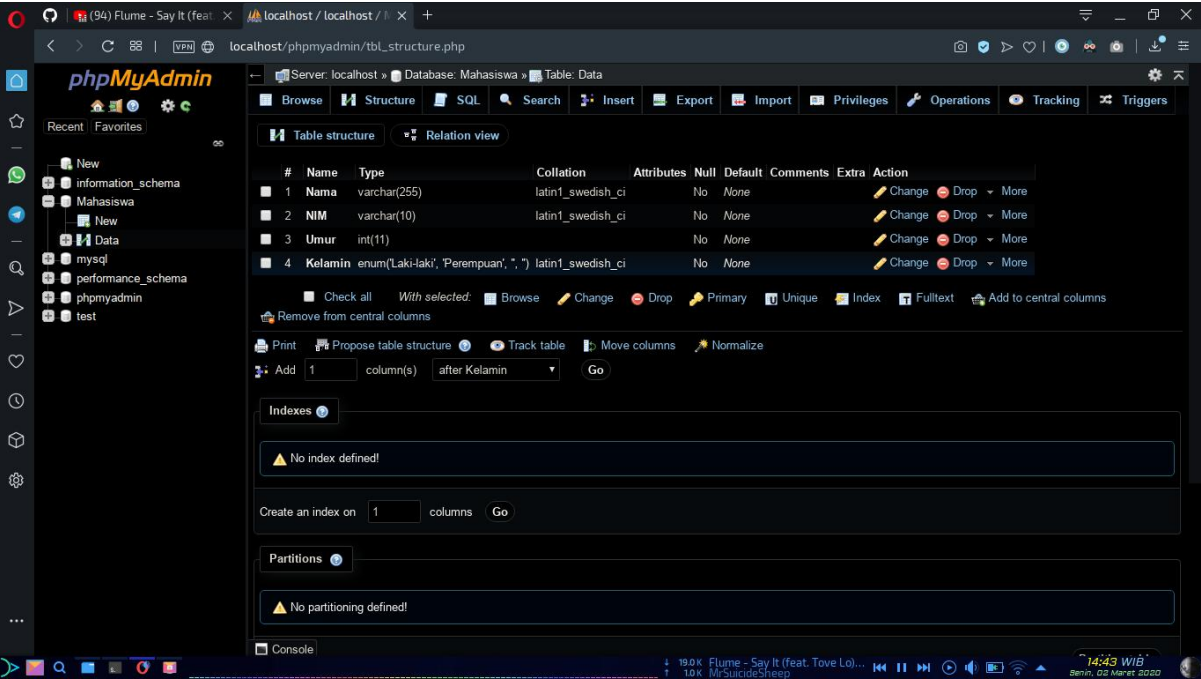 (94) Flume - Say It (feat.
localhost / localhost /
localhost/phpmyadmin/tbl_structure.php
VPN
phpMyAdmin
Recent Favorites
New
information_schema
Mahasiswa
New
Data
mysql
performance_schema
phpmyadmin
test
Server: localhost » Database: Mahasiswa » Table: Data
Browse Structure SQL Search Insert Export Import Privileges Operations Tracking Triggers
Table structure Relation view
# Name Type Collation Attributes Null Default Comments Extra Action
1 Nama varchar(255) latin1_swedish_ci No None Change Drop More
2 NIM varchar(10) latin1_swedish_ci No None Change Drop More
3 Umur int(11) No None Change Drop More
4 Kelamin enum('Laki-laki', 'Perempuan', '', '') latin1_swedish_ci No None Change Drop More
Check all With selected: Browse Change Drop Primary Unique Index Fulltext Add to central columns
Remove from central columns
Print Propose table structure Track table Move columns Normalize
Add 1 column(s) after Kelamin Go
Indexes
No index defined!
Create an index on 1 columns Go
Partitions
No partitioning defined!
Console
19.0K Flume - Say It (feat. Tove Lo)...
1.0K MrSuicideSheep
14:43 WIB
Senin, 02 Maret 2020